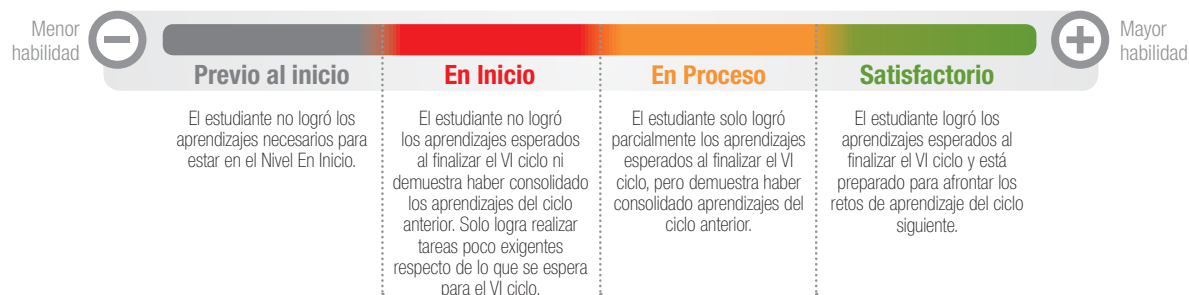 Menor
habilidad
Mayor
habilidad
Previo al inicio
El estudiante no logró los
aprendizajes necesarios para
estar en el Nivel En Inicio.
En Inicio
El estudiante no logró
los aprendizajes esperados
al finalizar el VI ciclo ni
demuestra haber consolidado
los aprendizajes del ciclo
anterior. Solo logra realizar
tareas poco exigentes
respecto de lo que se espera
para el VI ciclo.
En Proceso
El estudiante solo logró
parcialmente los aprendizajes
esperados al finalizar el VI
ciclo, pero demuestra haber
consolidado aprendizajes del
ciclo anterior.
Satisfactorio
El estudiante logró los
aprendizajes esperados al
finalizar el VI ciclo y está
preparado para afrontar los
retos de aprendizaje del ciclo
siguiente.